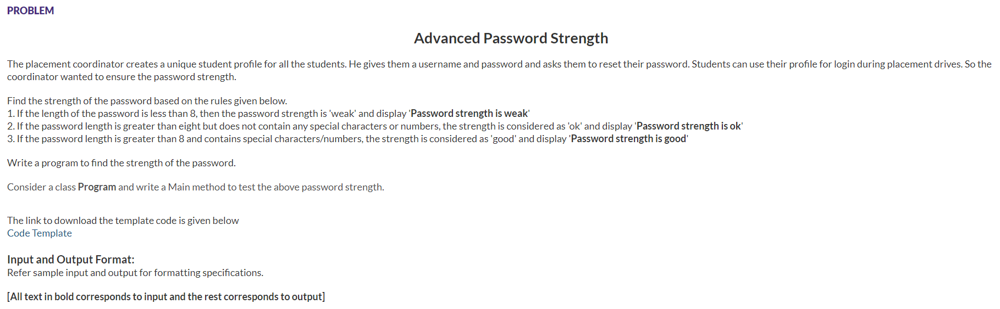 PROBLEM
Advanced Password Strength
The placement coordinator creates a unique student profile for all the students. He gives them a username and password and asks them to reset their password. Students can use their profile for login during placement drives. So the
coordinator wanted to ensure the password strength.
Find the strength of the password based on the rules given below.
1. If the length of the password is less than 8, then the password strength is 'weak' and display 'Password strength is weak'
2. If the password length is greater than eight but does not contain any special characters or numbers, the strength is considered as 'ok' and display 'Password strength is ok'
3. If the password length is greater than 8 and contains special characters/numbers, the strength is considered as 'good' and display 'Password strength is good'
Write a program to find the strength of the password.
Consider a class Program and write a Main method to test the above password strength.
The link to download the template code is given below
Code Template
Input and Output Format:
Refer sample input and output for formatting specifications.
[All text in bold corresponds to input and the rest corresponds to output]